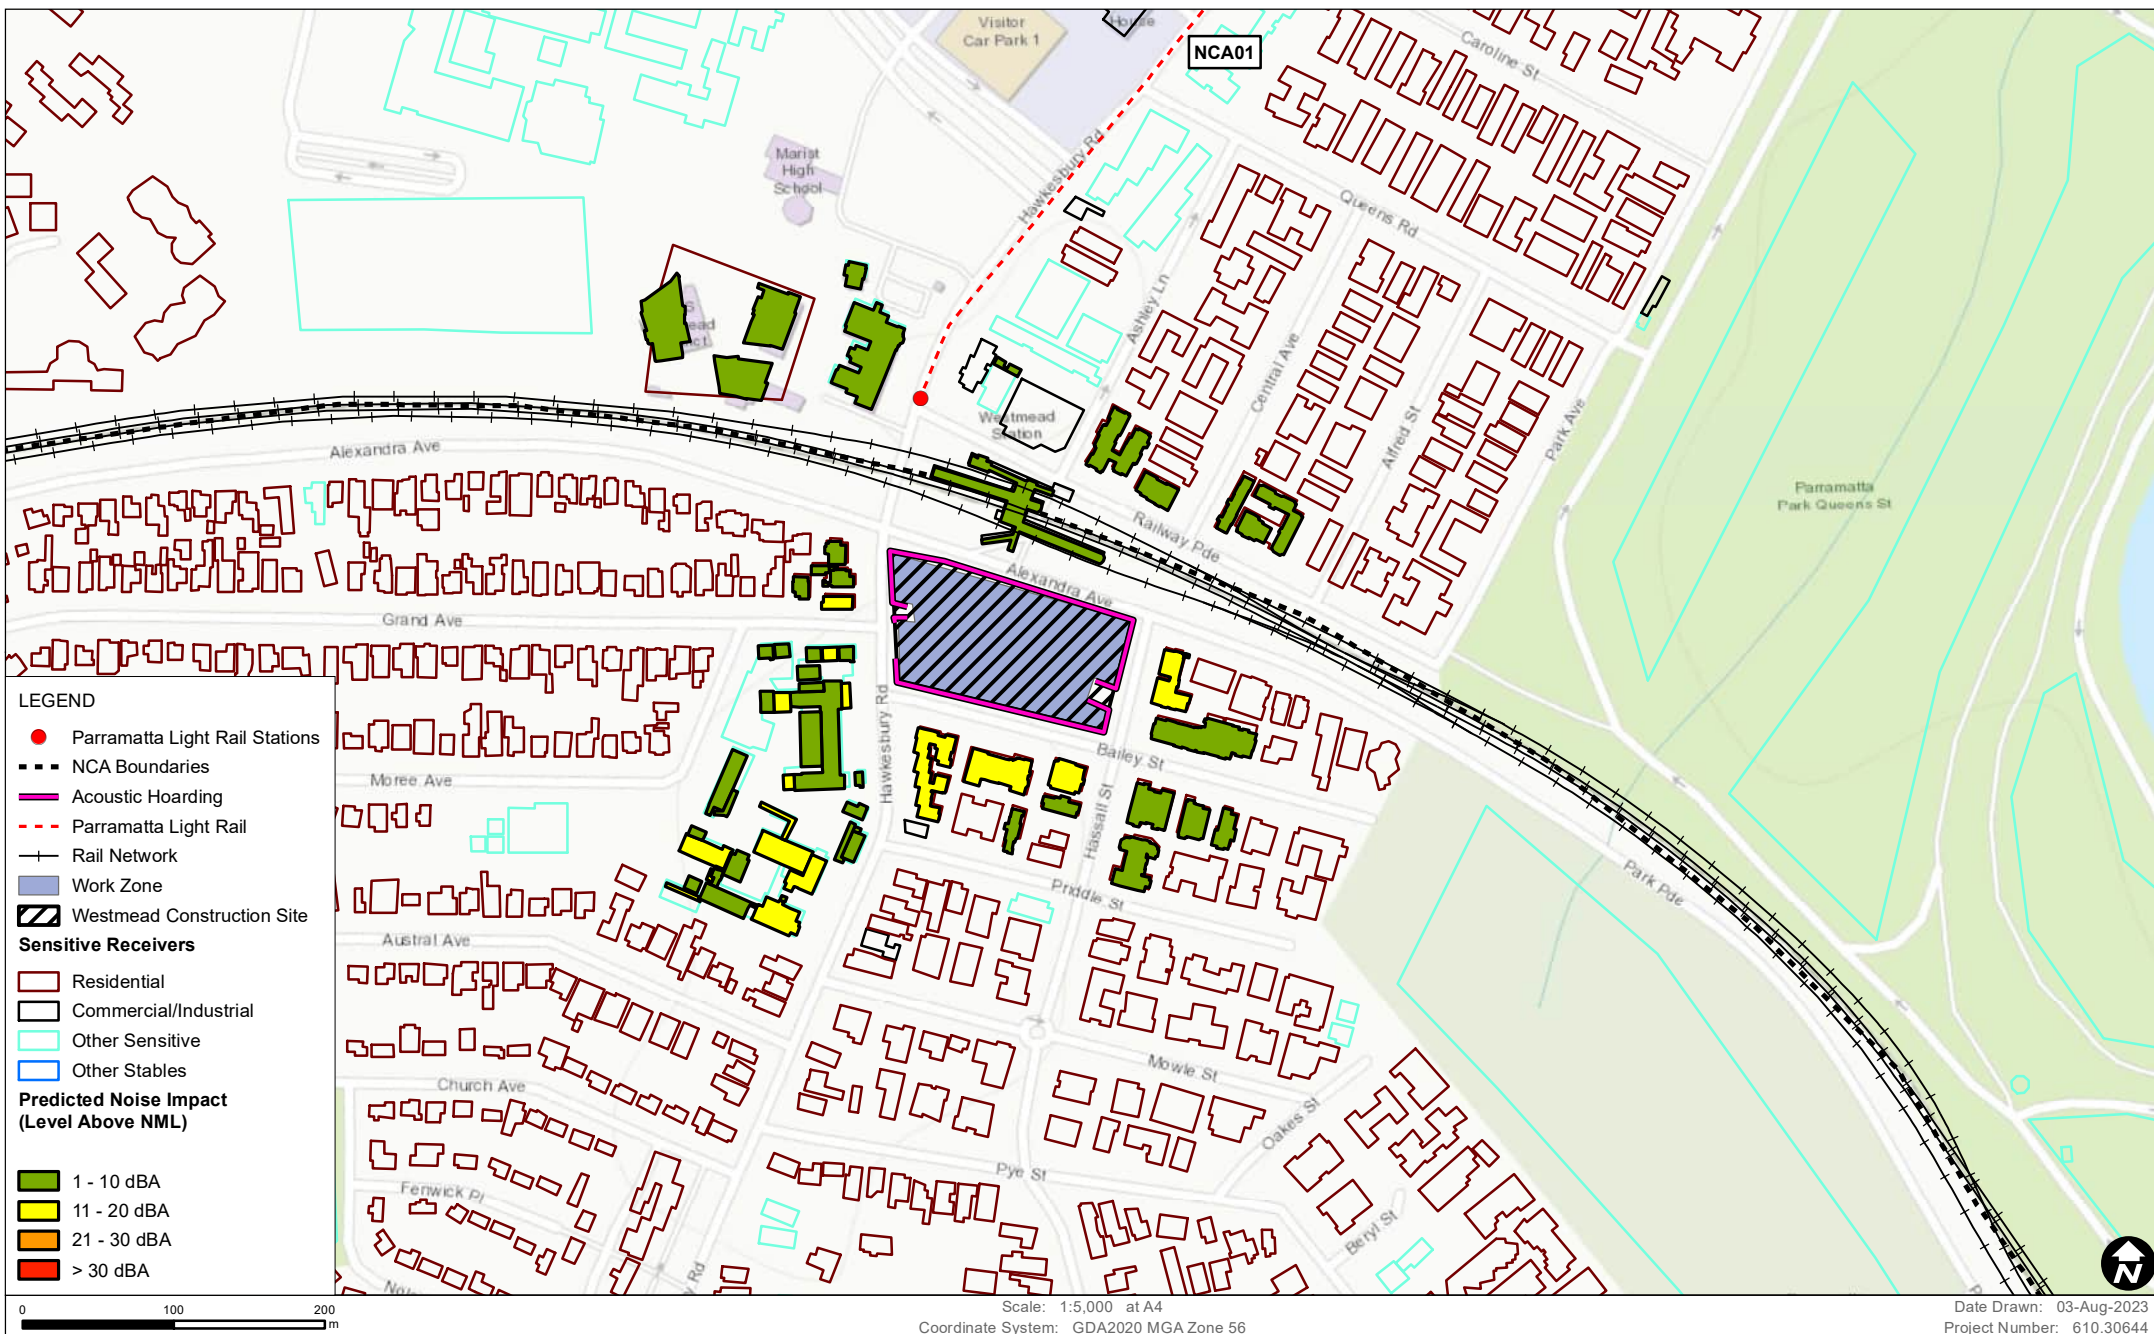 Visitor
Car Park 1
House
NCA01
Caroline St
Marist
High
School
Hawkesbury Rd
Queens Rd
Ashley Ln
Central Ave
Alfred St
Park Ave
Westmead
Station
Parramatta
Park Queens St
Alexandra Ave
Railway Pde
Alexandra Ave
Grand Ave
Hawkesbury Rd
Bailey St
Moree Ave
Hassall St
Priddle St
Park Pde
Austral Ave
Mowle St
Church Ave
Oakes St
Pye St
Fenwick Pl
Beryl St
LEGEND
Parramatta Light Rail Stations
NCA Boundaries
Acoustic Hoarding
Parramatta Light Rail
Rail Network
Work Zone
Westmead Construction Site
Sensitive Receivers
Residential
Commercial/Industrial
Other Sensitive
Other Stables
Predicted Noise Impact
(Level Above NML)
1 - 10 dBA
11 - 20 dBA
21 - 30 dBA
> 30 dBA
N
0 100 200
m
Scale: 1:5,000 at A4
Coordinate System: GDA2020 MGA Zone 56
Date Drawn: 03-Aug-2023
Project Number: 610.30644